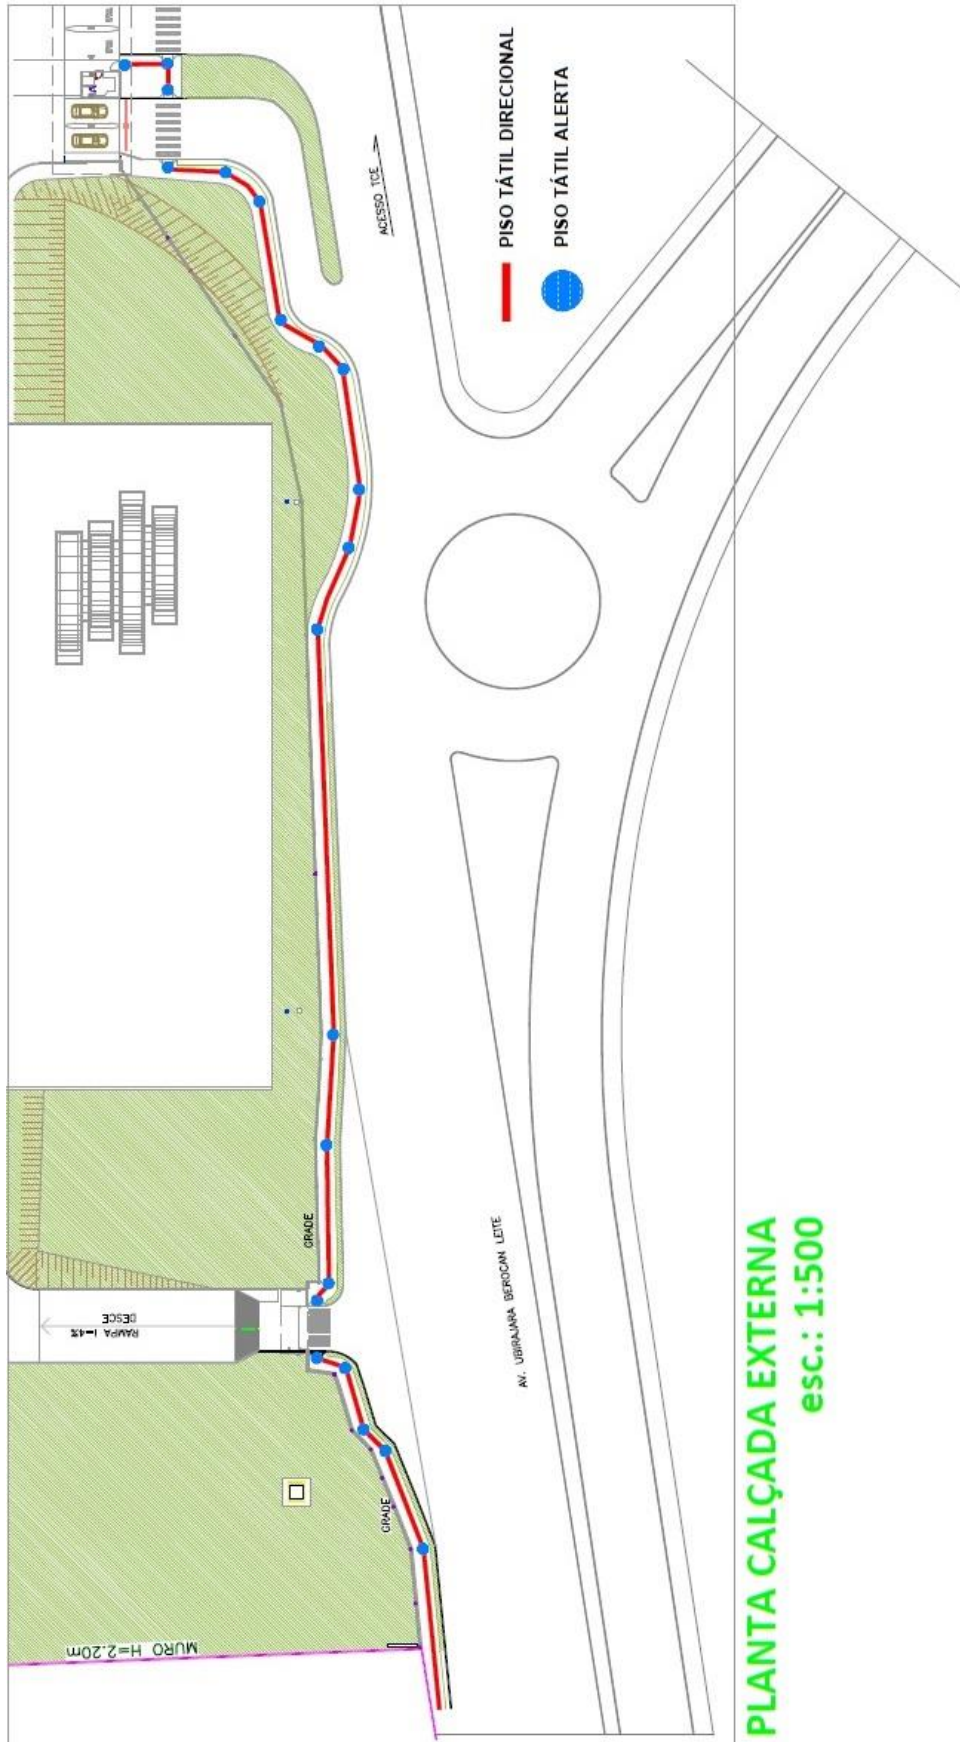 PISO TÁTIL DIRECIONAL
PISO TÁTIL ALERTA
ACESSO TCE
GRADE
AV. UBIRAJARA BEROCAN LEITE
RAMPA i=4%
DESCE
GRADE
MURO H=2.20m
PLANTA CALÇADA EXTERNA
esc.: 1:500